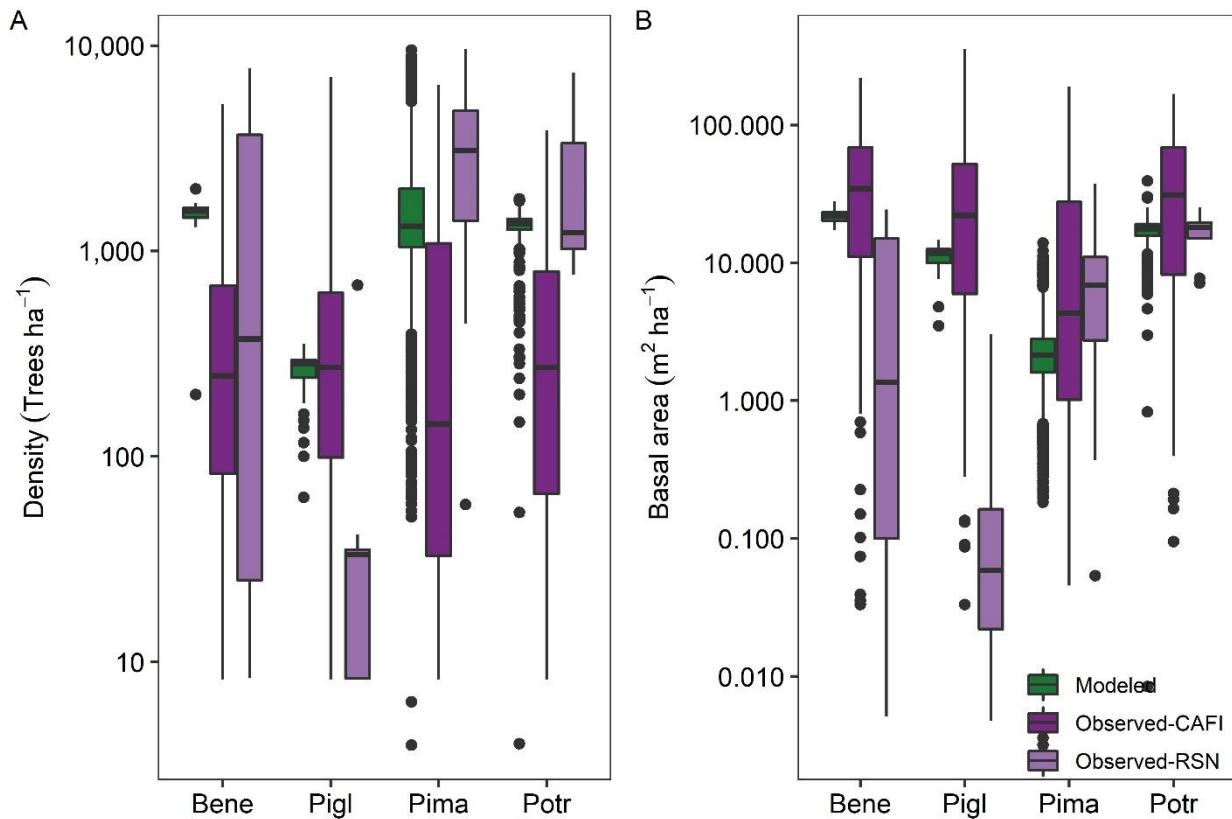 A
10,000
1,000
100
10
Density (Trees ha⁻¹)
Bene Pigl Pima Potr
B
100.000
10.000
1.000
0.100
0.010
Basal area (m² ha⁻¹)
Modeled
Observed-CAFI
Observed-RSN
Bene Pigl Pima Potr